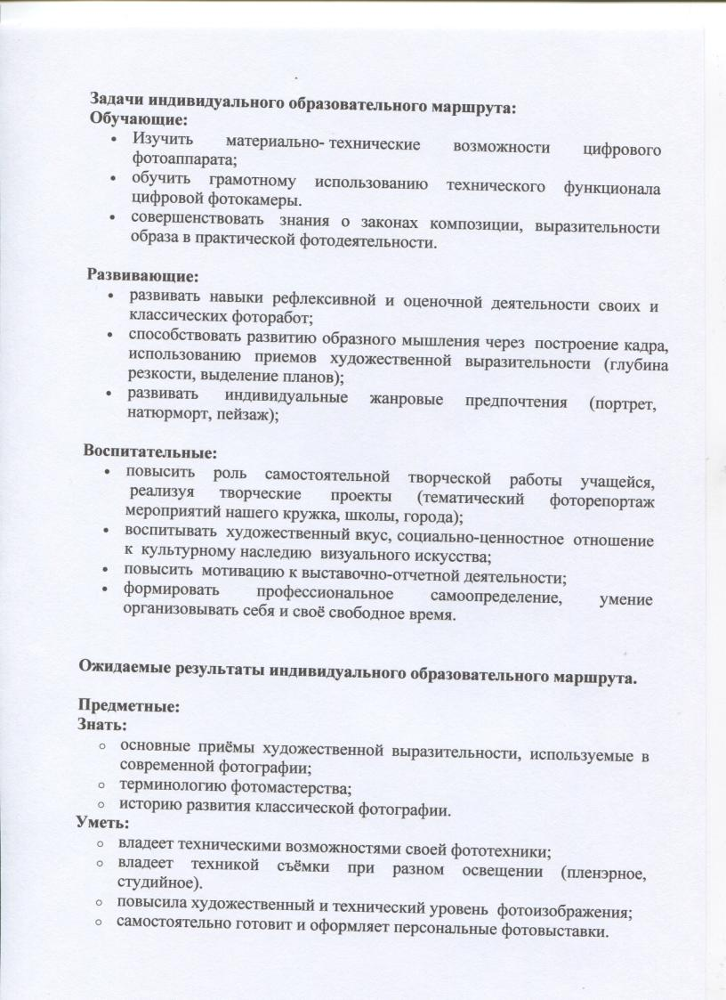 Задачи индивидуального образовательного маршрута:
Обучающие:
• Изучить материально- технические возможности цифрового
фотоаппарата;
• обучить грамотному использованию технического функционала
цифровой фотокамеры.
• совершенствовать знания о законах композиции, выразительности
образа в практической фотодеятельности.
Развивающие:
• развивать навыки рефлексивной и оценочной деятельности своих и
классических фоторабот;
• способствовать развитию образного мышления через построение кадра,
использованию приемов художественной выразительности (глубина
резкости, выделение планов);
• развивать индивидуальные жанровые предпочтения (портрет,
натюрморт, пейзаж);
Воспитательные:
• повысить роль самостоятельной творческой работы учащейся,
реализуя творческие проекты (тематический фоторепортаж
мероприятий нашего кружка, школы, города);
• воспитывать художественный вкус, социально-ценностное отношение
к культурному наследию визуального искусства;
• повысить мотивацию к выставочно-отчетной деятельности;
• формировать профессиональное самоопределение, умение
организовывать себя и своё свободное время.
Ожидаемые результаты индивидуального образовательного маршрута.
Предметные:
Знать:
○ основные приёмы художественной выразительности, используемые в
современной фотографии;
○ терминологию фотомастерства;
○ историю развития классической фотографии.
Уметь:
○ владеет техническими возможностями своей фототехники;
○ владеет техникой съёмки при разном освещении (пленэрное,
студийное).
○ повысила художественный и технический уровень фотоизображения;
○ самостоятельно готовит и оформляет персональные фотовыставки.